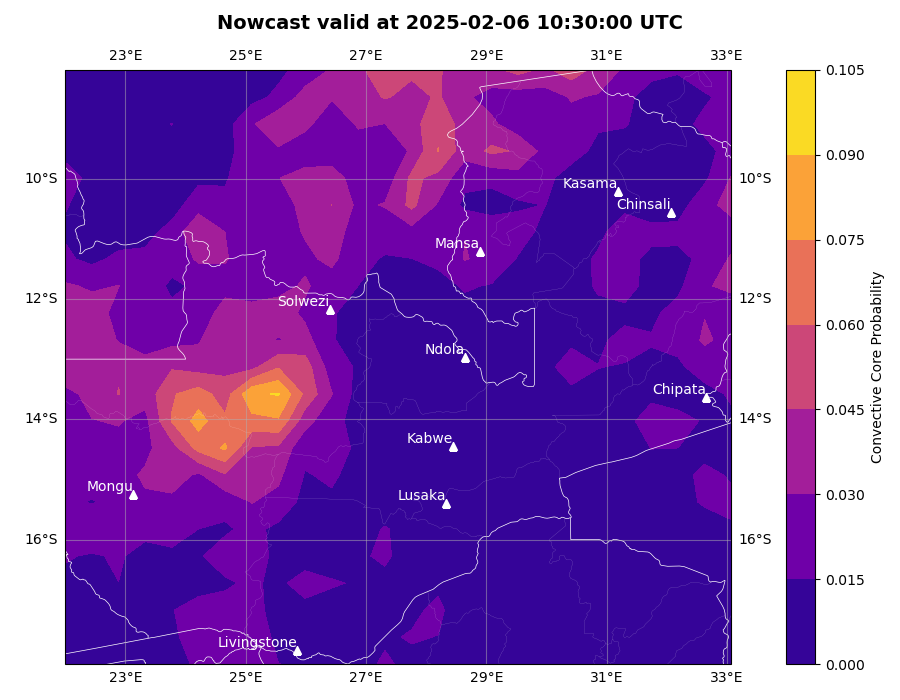 Nowcast valid at 2025-02-06 10:30:00 UTC
23°E 25°E 27°E 29°E 31°E 33°E
0.105
0.090
10°S 10°S
Kasama
Chinsali
0.075
Mansa
12°S 12°S
Solwezi
0.060
Ndola
Chipata
0.045
14°S 14°S
Kabwe
Mongu
Lusaka
0.030
16°S 16°S
0.015
Livingstone
0.000
23°E 25°E 27°E 29°E 31°E 33°E
Convective Core Probability